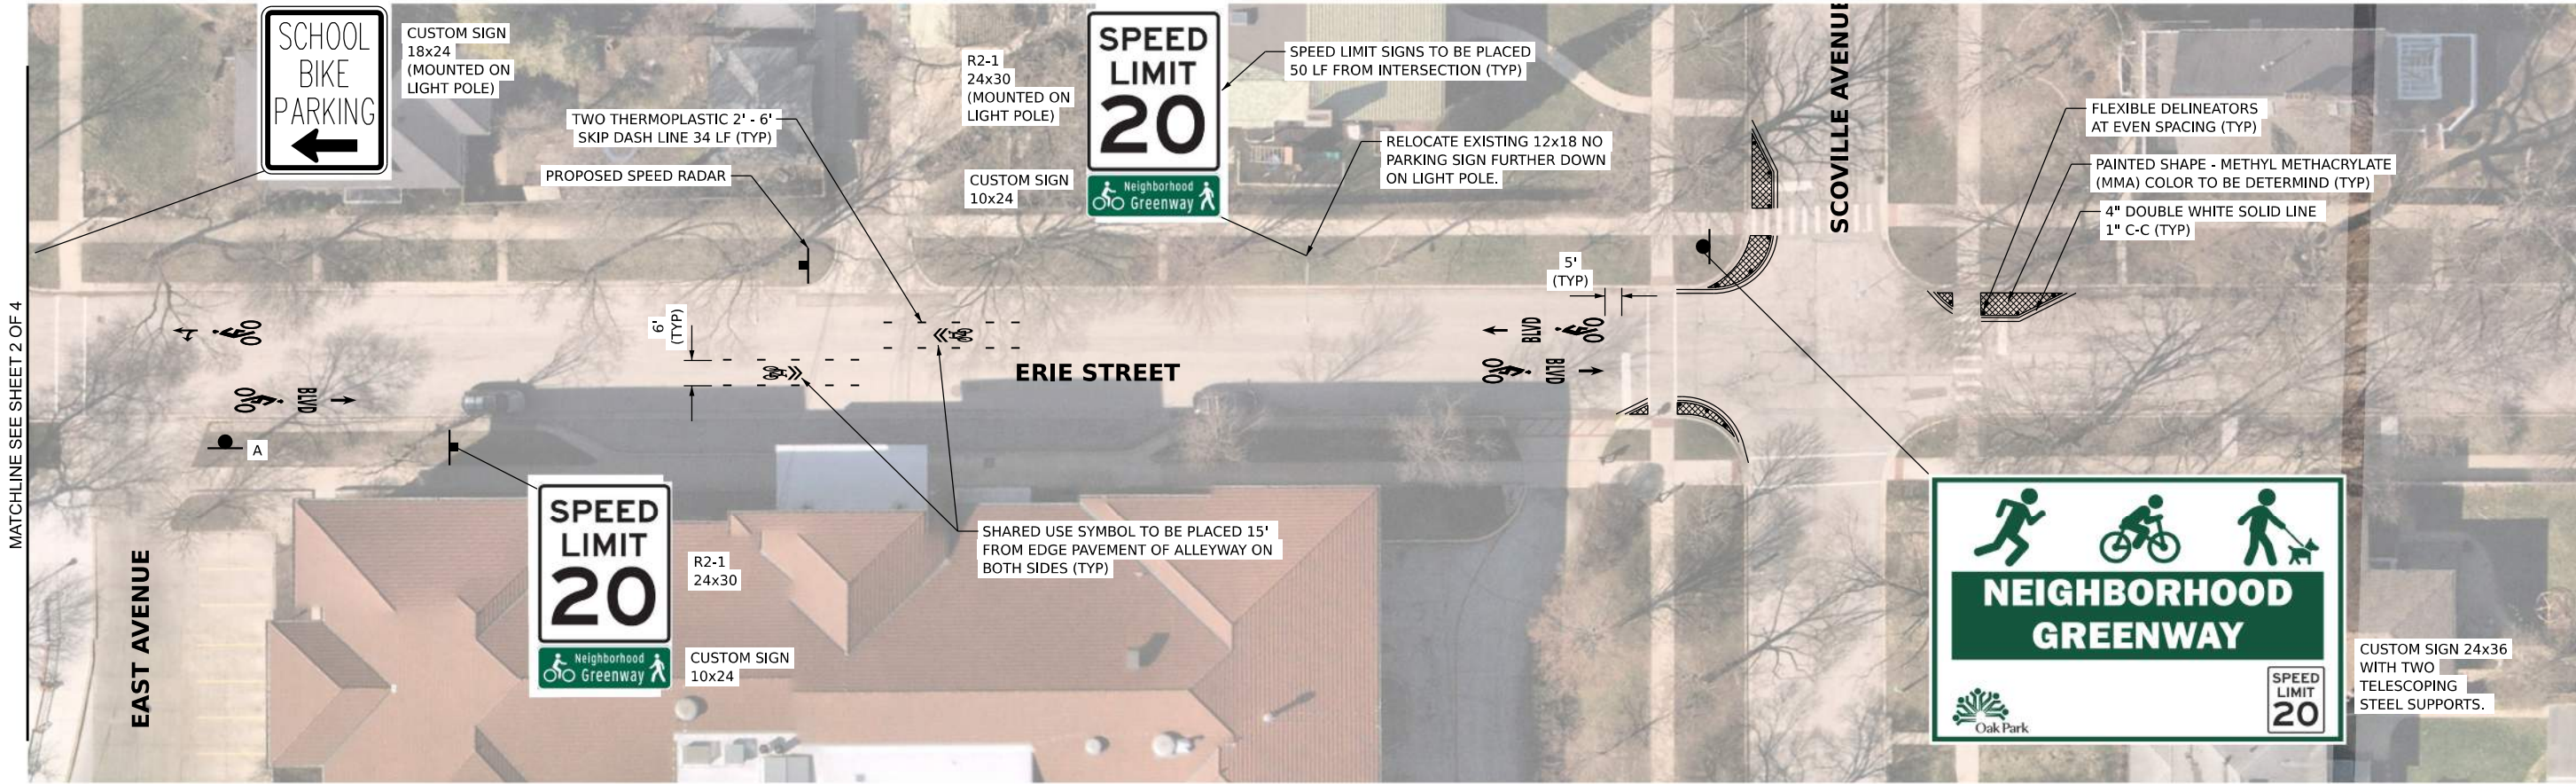 SCHOOL
BIKE
PARKING
CUSTOM SIGN
18x24
(MOUNTED ON
LIGHT POLE)
TWO THERMOPLASTIC 2' - 6'
SKIP DASH LINE 34 LF (TYP)
PROPOSED SPEED RADAR
R2-1
24x30
(MOUNTED ON
LIGHT POLE)
CUSTOM SIGN
10x24
SPEED
LIMIT
20
Neighborhood
Greenway
SPEED LIMIT SIGNS TO BE PLACED
50 LF FROM INTERSECTION (TYP)
RELOCATE EXISTING 12x18 NO
PARKING SIGN FURTHER DOWN
ON LIGHT POLE.
SCOVILLE AVENUE
FLEXIBLE DELINEATORS
AT EVEN SPACING (TYP)
PAINTED SHAPE - METHYL METHACRYLATE
(MMA) COLOR TO BE DETERMIND (TYP)
4" DOUBLE WHITE SOLID LINE
1" C-C (TYP)
5'
(TYP)
6'
(TYP)
MATCHLINE SEE SHEET 2 OF 4
BLVD
BLVD
BLVD
ERIE STREET
A
EAST AVENUE
SPEED
LIMIT
20
Neighborhood
Greenway
R2-1
24x30
CUSTOM SIGN
10x24
SHARED USE SYMBOL TO BE PLACED 15'
FROM EDGE PAVEMENT OF ALLEYWAY ON
BOTH SIDES (TYP)
NEIGHBORHOOD
GREENWAY
Oak Park
SPEED
LIMIT
20
CUSTOM SIGN 24x36
WITH TWO
TELESCOPING
STEEL SUPPORTS.